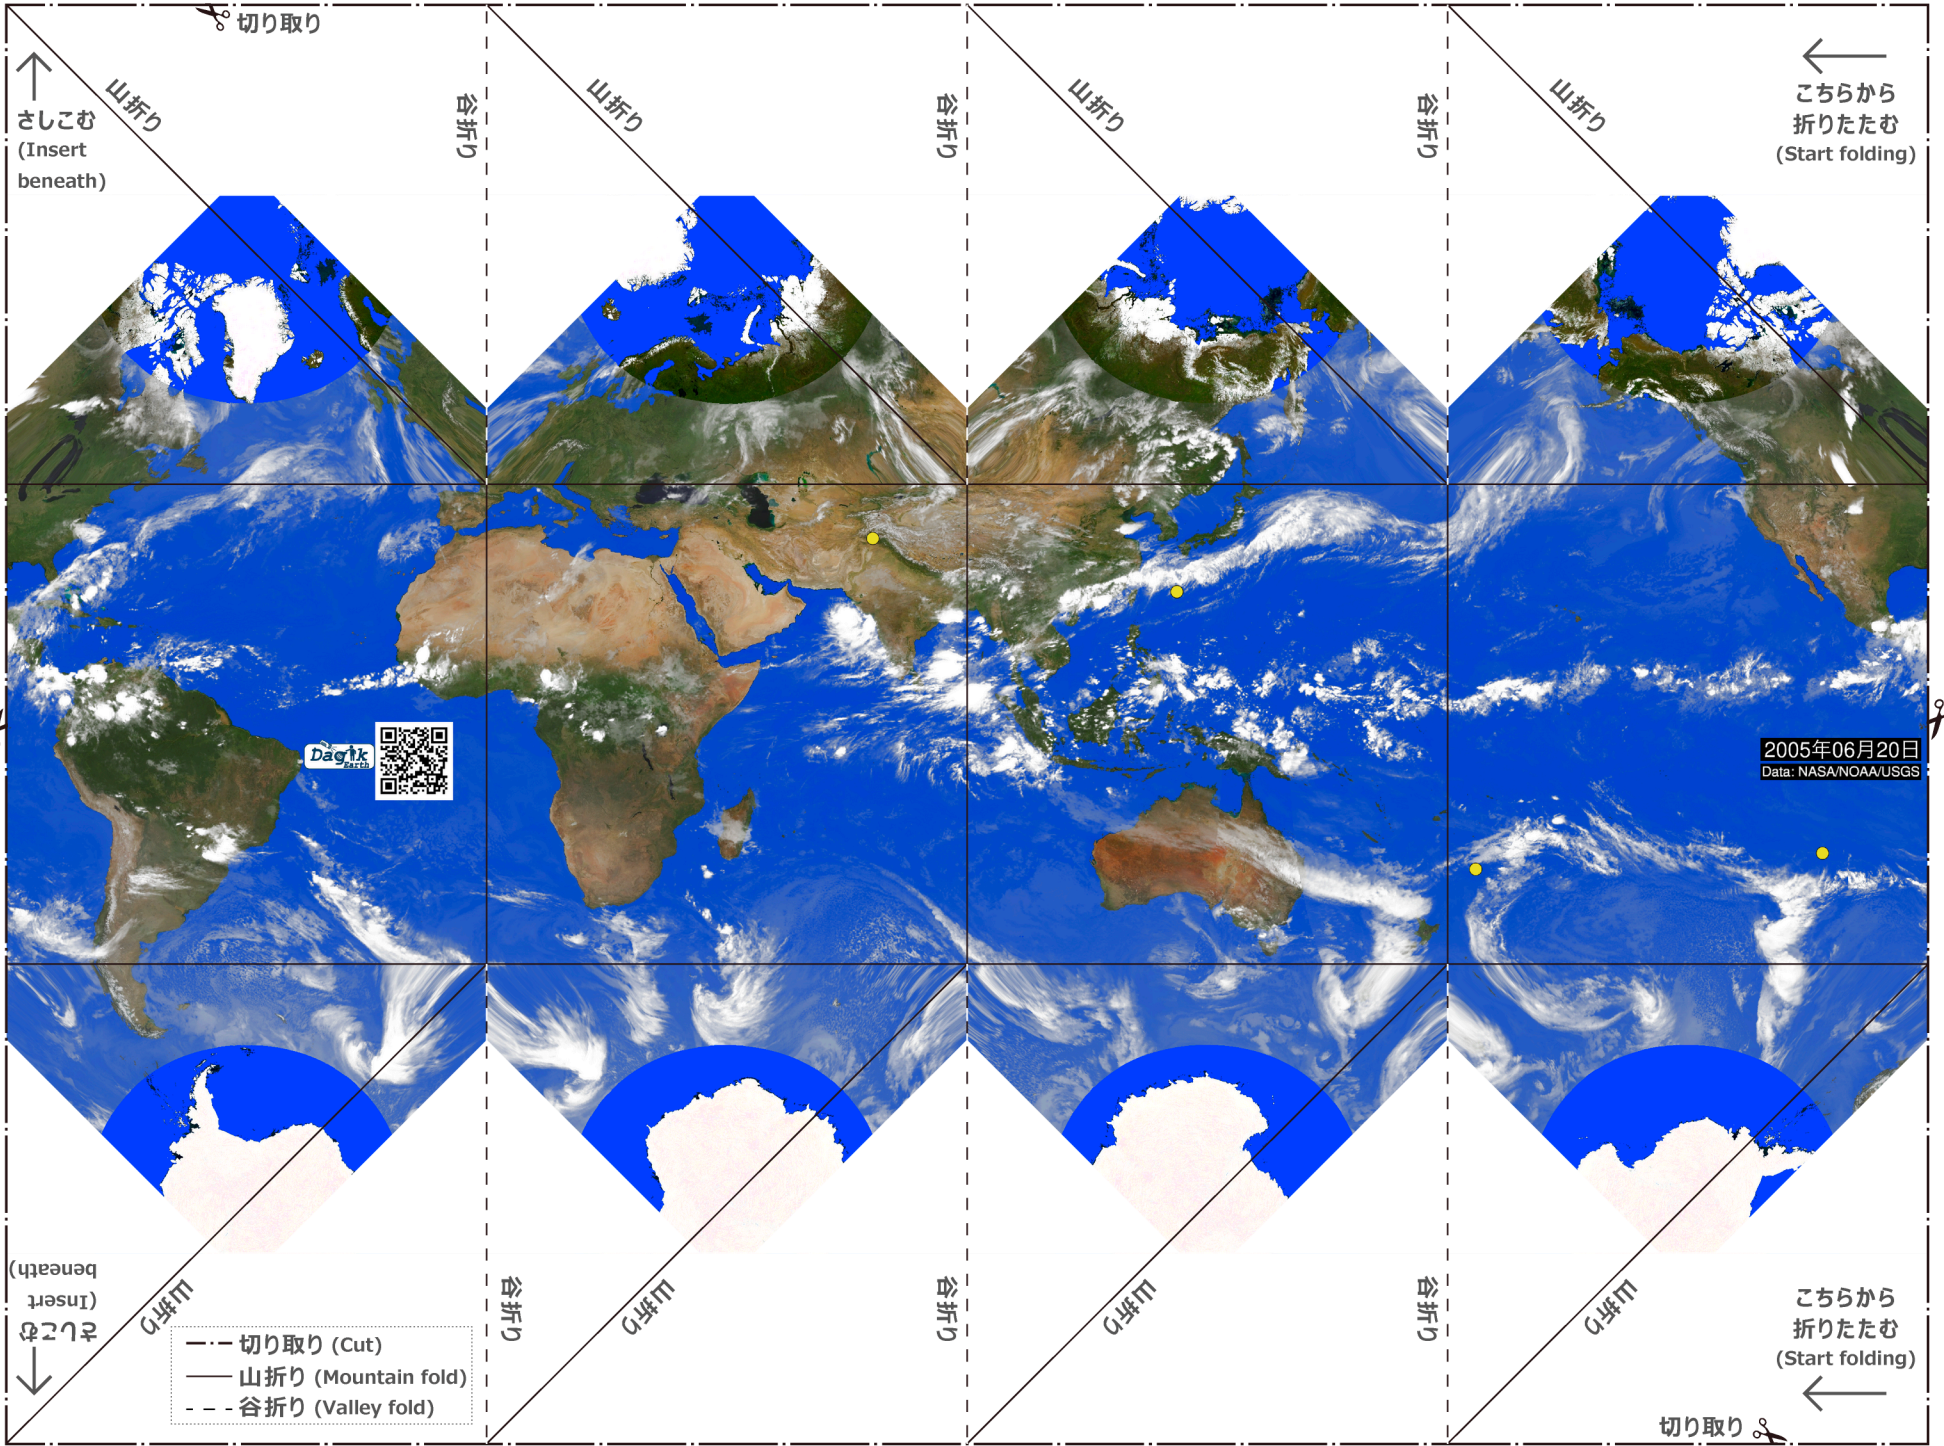 切り取り
山折り
谷折り
山折り
谷折り
山折り
谷折り
山折り
さしこむ
(Insert
beneath)
こちらから
折りたたむ
(Start folding)
Dagik
Earth
2005年06月20日
Data: NASA/NOAA/USGS
さしこむ
(Insert
beneath)
山折り
谷折り
山折り
谷折り
山折り
谷折り
山折り
こちらから
折りたたむ
(Start folding)
切り取り (Cut)
山折り (Mountain fold)
谷折り (Valley fold)
切り取り